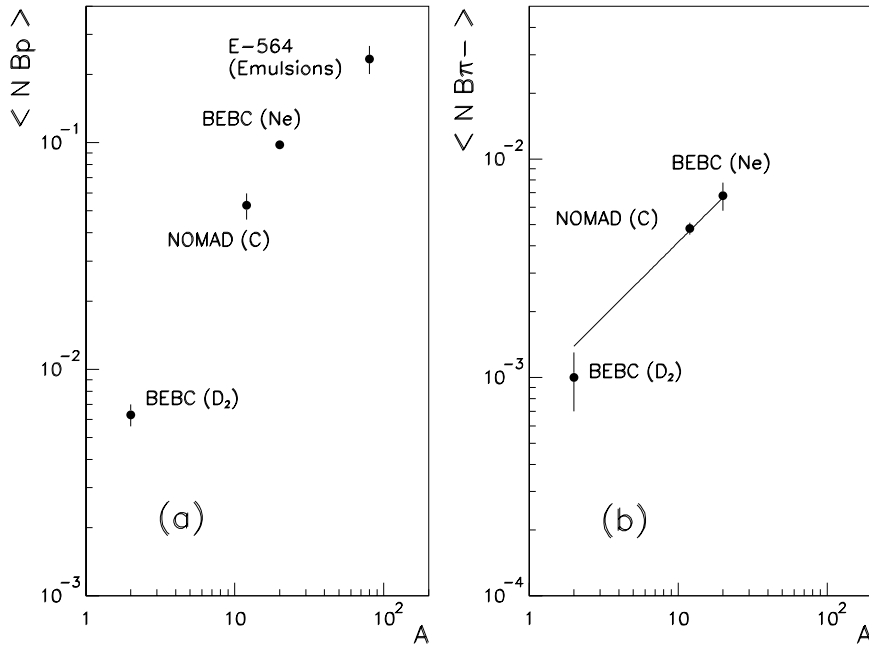 < N Bp >
E-564
(Emulsions)
BEBC (Ne)
NOMAD (C)
BEBC (D₂)
(a)
10⁻¹
10⁻²
10⁻³
1
10
10²
A
< N Bπ- >
BEBC (Ne)
NOMAD (C)
BEBC (D₂)
(b)
10⁻²
10⁻³
10⁻⁴
1
10
10²
A